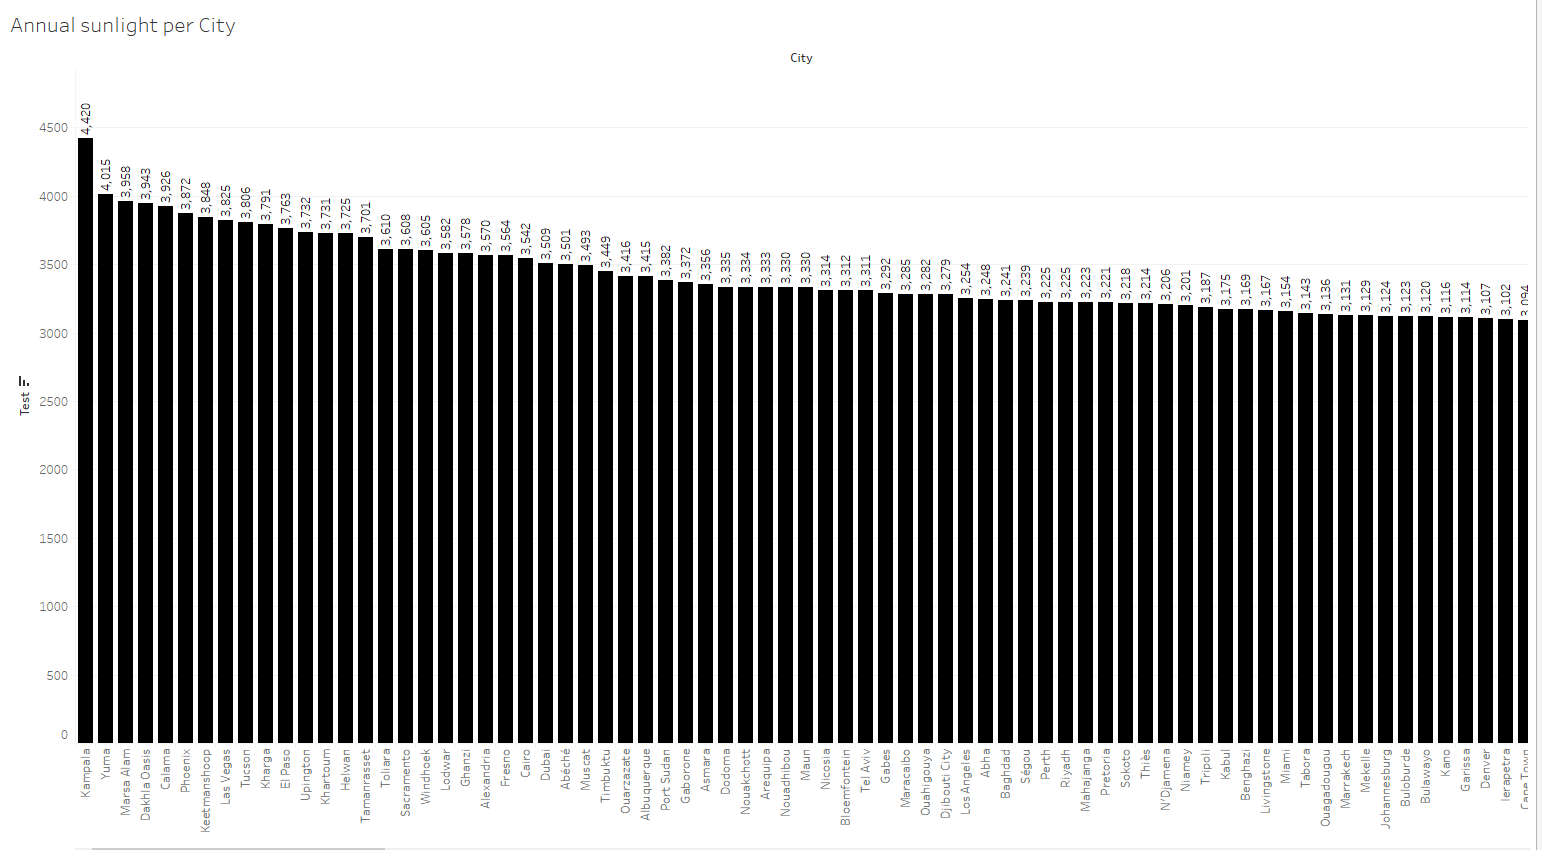 Annual sunlight per City
City
4,420
4,015
3,958
3,943
3,926
3,872
3,848
3,825
3,806
3,791
3,763
3,732
3,731
3,725
3,701
3,610
3,608
3,605
3,582
3,578
3,570
3,564
3,542
3,509
3,501
3,493
3,449
3,416
3,415
3,382
3,372
3,356
3,335
3,334
3,333
3,330
3,330
3,314
3,312
3,311
3,292
3,285
3,282
3,279
3,254
3,248
3,241
3,239
3,225
3,225
3,223
3,221
3,218
3,214
3,206
3,201
3,187
3,175
3,169
3,167
3,154
3,143
3,136
3,131
3,129
3,124
3,123
3,120
3,116
3,114
3,107
3,102
3,094
4500
4000
3500
3000
2500
2000
1500
1000
500
0
Test
Kampala
Yuma
Marsa Alam
Dakhla Oasis
Calama
Phoenix
Keetmanshoop
Las Vegas
Tucson
Kharga
El Paso
Upington
Khartoum
Helwan
Tamanrasset
Toliara
Sacramento
Windhoek
Lodwar
Ghanzi
Alexandria
Fresno
Cairo
Dubai
Abéché
Muscat
Timbuktu
Ouarzazate
Albuquerque
Port Sudan
Gaborone
Asmara
Dodoma
Nouakchott
Arequipa
Nouadhibou
Maun
Nicosia
Bloemfontein
Tel Aviv
Gabes
Maracaibo
Ouahigouya
Djibouti City
Los Angeles
Abha
Baghdad
Ségou
Perth
Riyadh
Mahajanga
Pretoria
Sokoto
Thiès
N'Djamena
Niamey
Tripoli
Kabul
Benghazi
Livingstone
Miami
Tabora
Ouagadougou
Marrakech
Mekelle
Johannesburg
Buloburde
Bulawayo
Kano
Garissa
Denver
Ierapetra
Cape Town